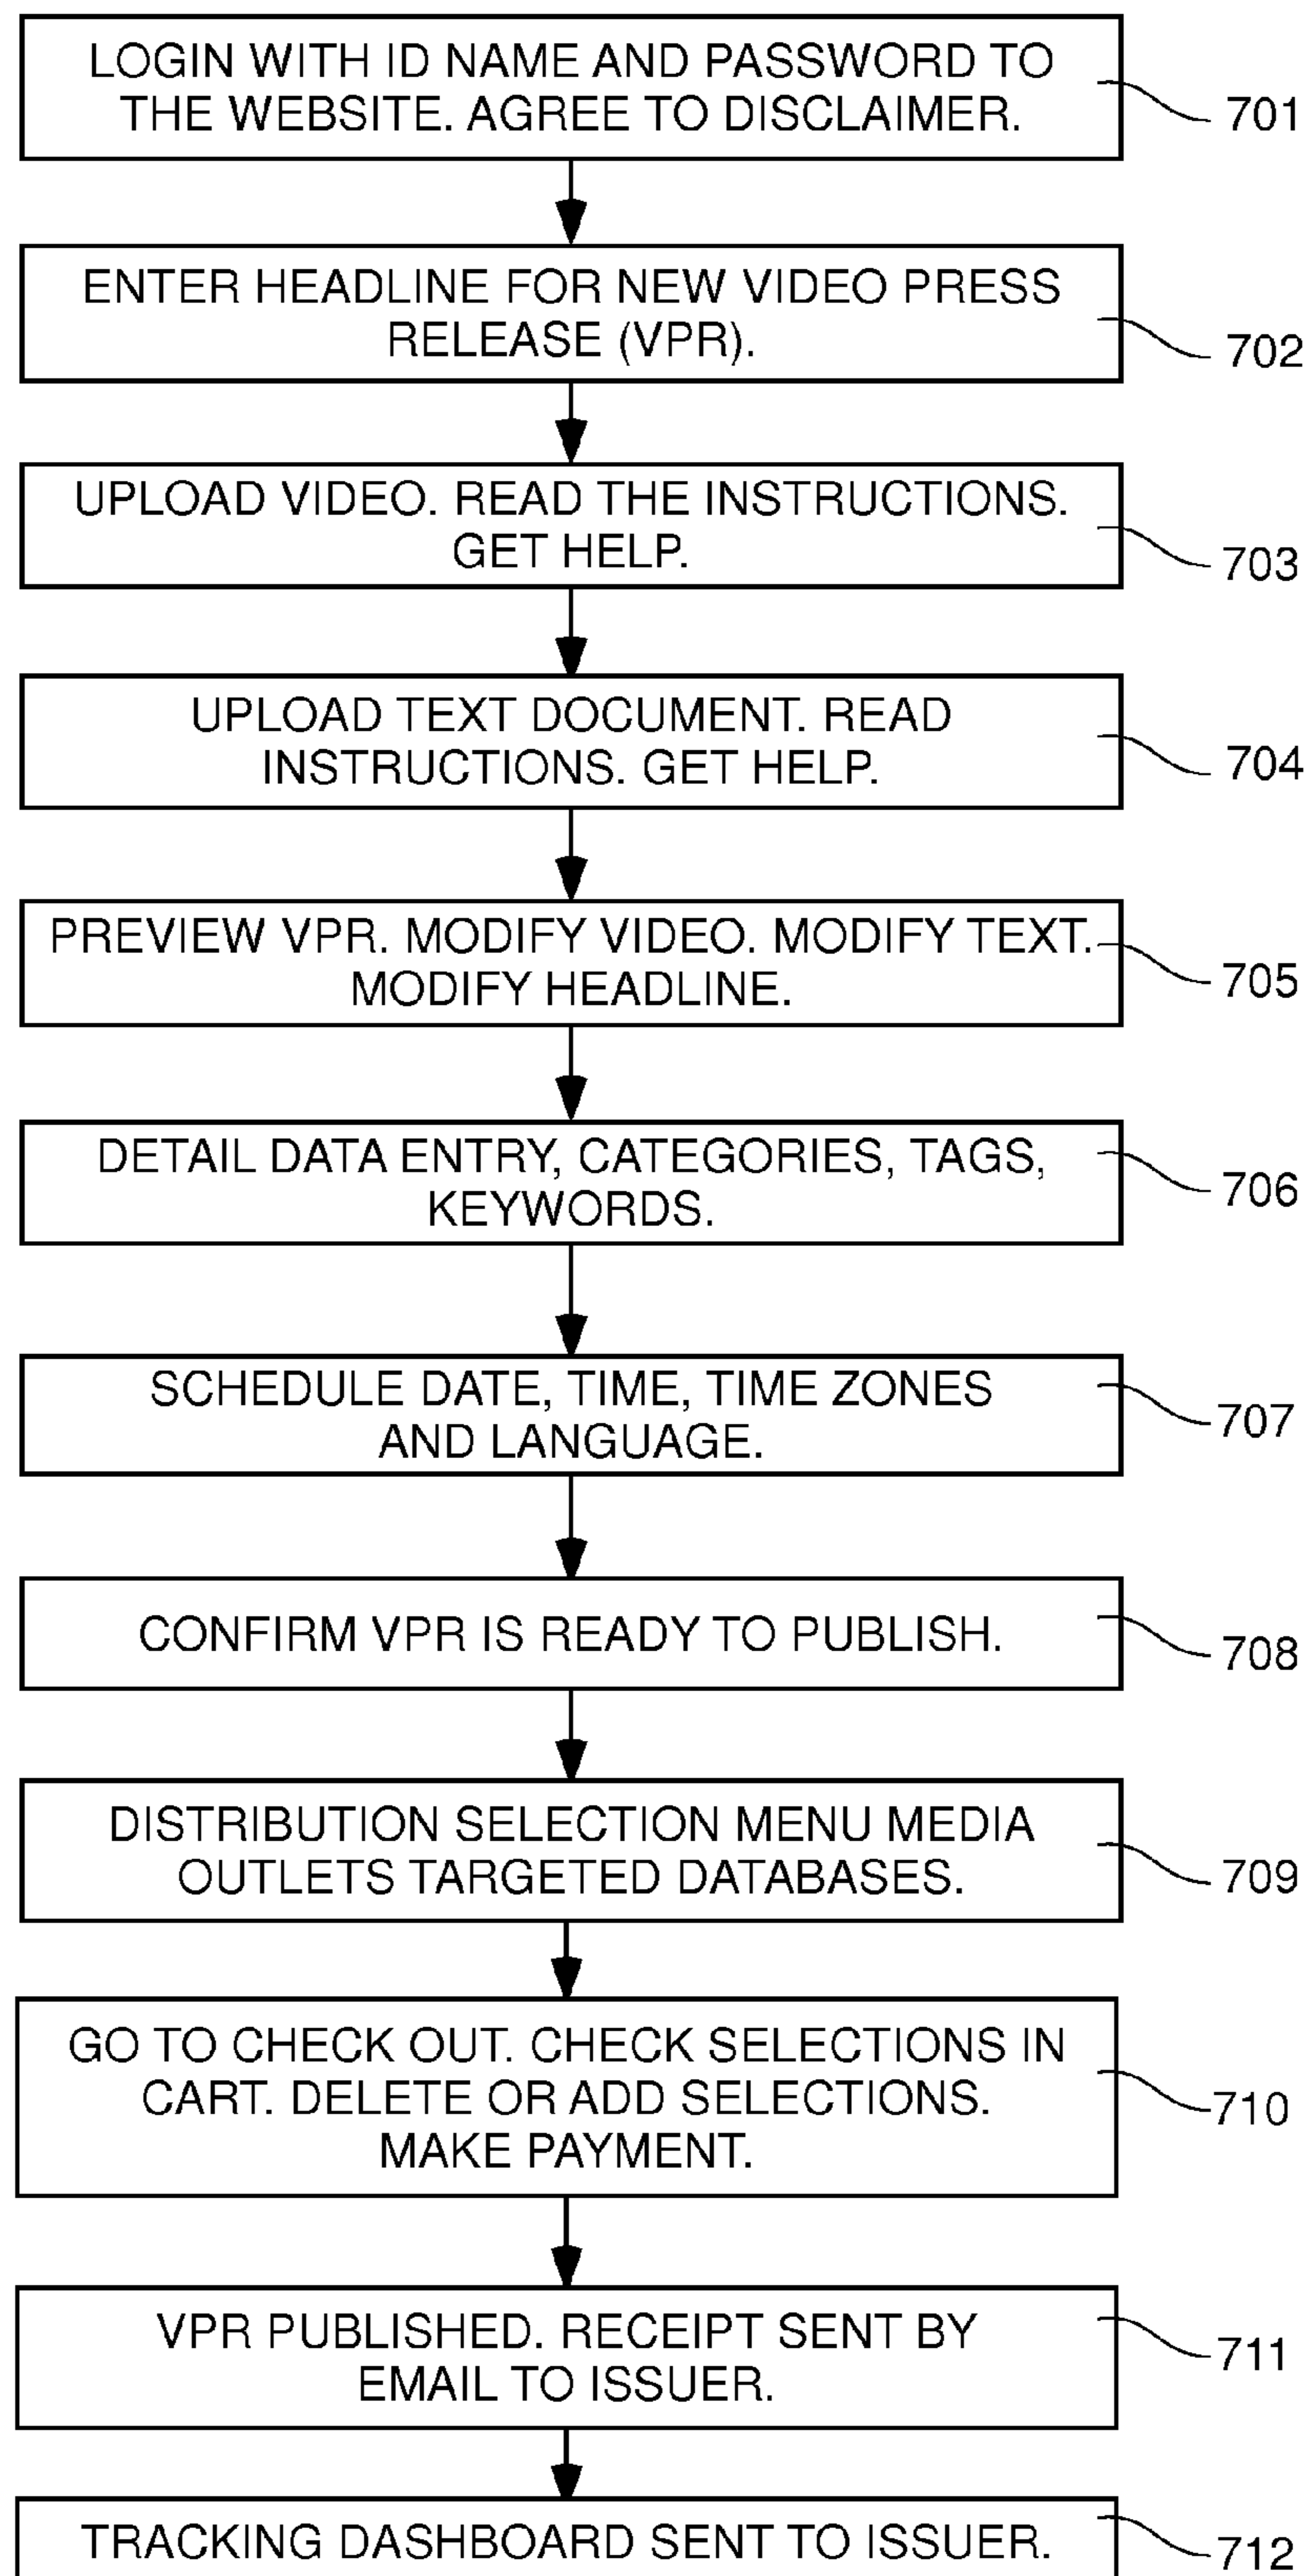 LOGIN WITH ID NAME AND PASSWORD TO
THE WEBSITE. AGREE TO DISCLAIMER.
701
ENTER HEADLINE FOR NEW VIDEO PRESS
RELEASE (VPR).
702
UPLOAD VIDEO. READ THE INSTRUCTIONS.
GET HELP.
703
UPLOAD TEXT DOCUMENT. READ
INSTRUCTIONS. GET HELP.
704
PREVIEW VPR. MODIFY VIDEO. MODIFY TEXT.
MODIFY HEADLINE.
705
DETAIL DATA ENTRY, CATEGORIES, TAGS,
KEYWORDS.
706
SCHEDULE DATE, TIME, TIME ZONES
AND LANGUAGE.
707
CONFIRM VPR IS READY TO PUBLISH.
708
DISTRIBUTION SELECTION MENU MEDIA
OUTLETS TARGETED DATABASES.
709
GO TO CHECK OUT. CHECK SELECTIONS IN
CART. DELETE OR ADD SELECTIONS.
MAKE PAYMENT.
710
VPR PUBLISHED. RECEIPT SENT BY
EMAIL TO ISSUER.
711
TRACKING DASHBOARD SENT TO ISSUER.
712